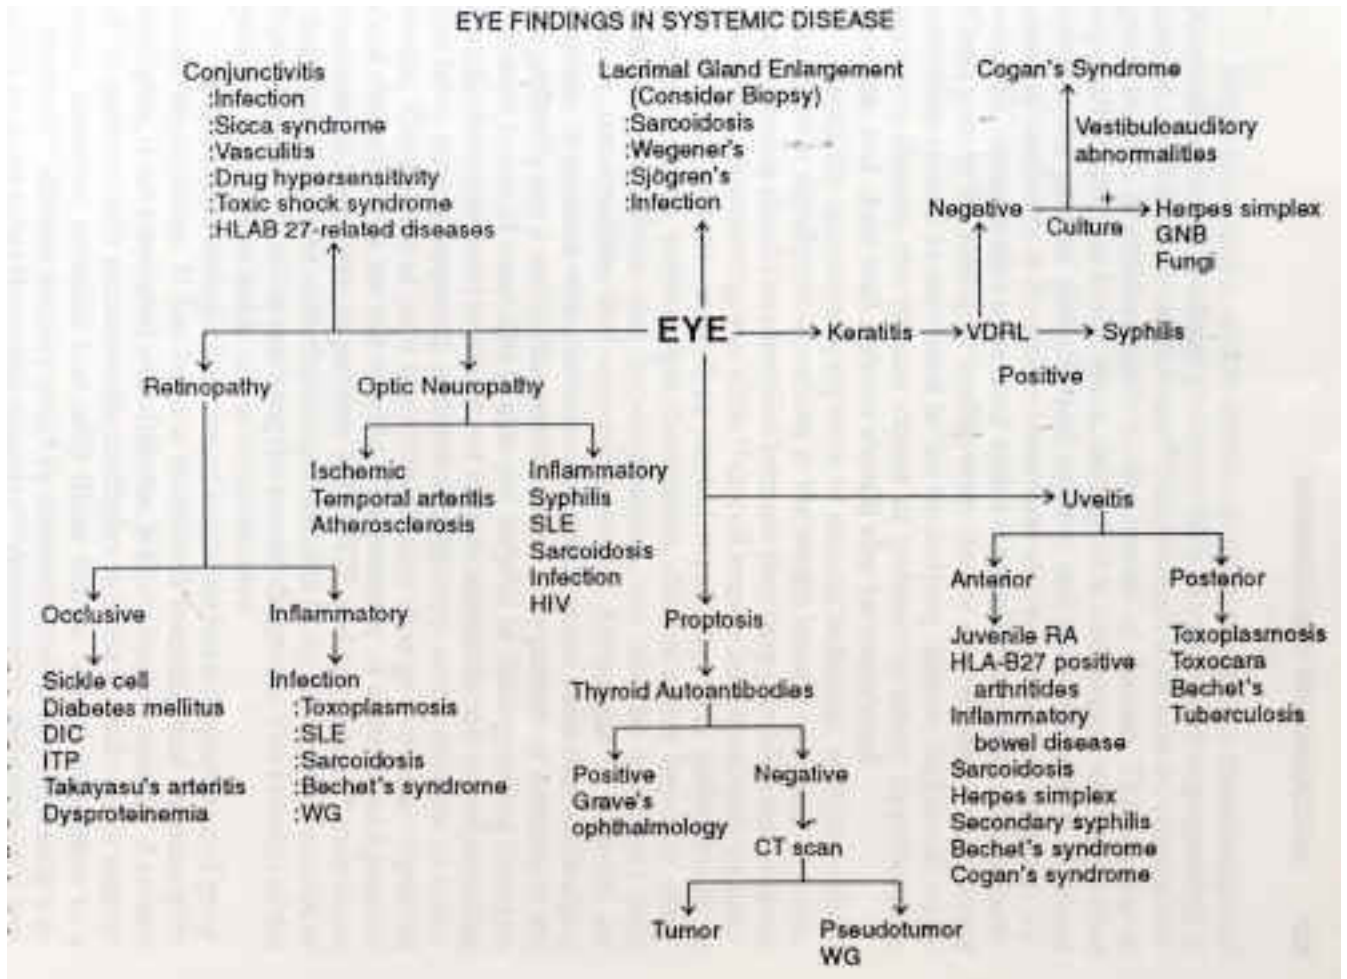 EYE FINDINGS IN SYSTEMIC DISEASE
Conjunctivitis
:Infection
:Sicca syndrome
:Vasculitis
:Drug hypersensitivity
:Toxic shock syndrome
:HLAB 27-related diseases
Lacrimal Gland Enlargement
(Consider Biopsy)
:Sarcoidosis
:Wegener's
:Sjögren's
:Infection
Cogan's Syndrome
Vestibuloauditory
abnormalities
Negative
+
Culture
Herpes simplex
GNB
Fungi
EYE
Keratitis
VDRL
Syphilis
Positive
Retinopathy
Optic Neuropathy
Ischemic
Temporal arteritis
Atherosclerosis
Inflammatory
Syphilis
SLE
Sarcoidosis
Infection
HIV
Uveitis
Anterior
Juvenile RA
HLA-B27 positive
arthritides
Inflammatory
bowel disease
Sarcoidosis
Herpes simplex
Secondary syphilis
Bechet's syndrome
Cogan's syndrome
Posterior
Toxoplasmosis
Toxocara
Bechet's
Tuberculosis
Occlusive
Sickle cell
Diabetes mellitus
DIC
ITP
Takayasu's arteritis
Dysproteinemia
Inflammatory
Infection
:Toxoplasmosis
:SLE
:Sarcoidosis
:Bechet's syndrome
:WG
Proptosis
Thyroid Autoantibodies
Positive
Grave's
ophthalmology
Negative
CT scan
Tumor
Pseudotumor
WG